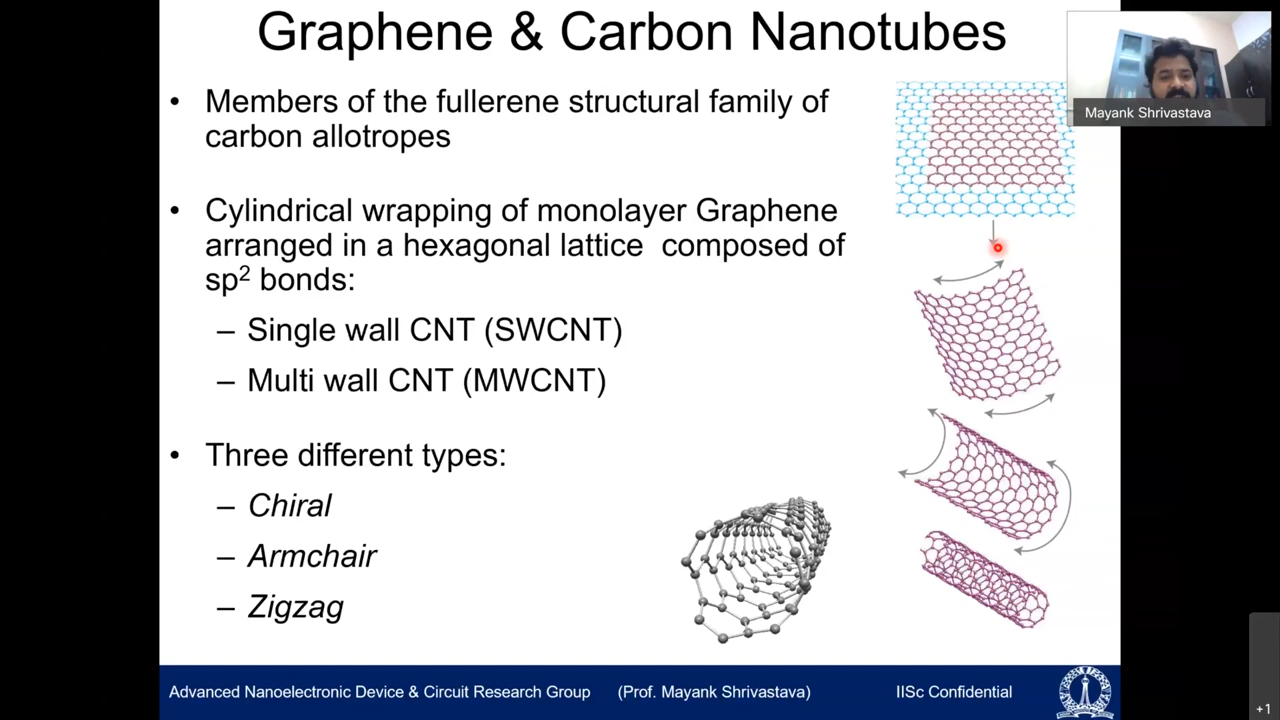 Graphene & Carbon Nanotubes
Mayank Shrivastava
• Members of the fullerene structural family of
carbon allotropes
• Cylindrical wrapping of monolayer Graphene
arranged in a hexagonal lattice composed of
sp² bonds:
– Single wall CNT (SWCNT)
– Multi wall CNT (MWCNT)
• Three different types:
– Chiral
– Armchair
– Zigzag
Advanced Nanoelectronic Device & Circuit Research Group (Prof. Mayank Shrivastava) IISc Confidential
+1